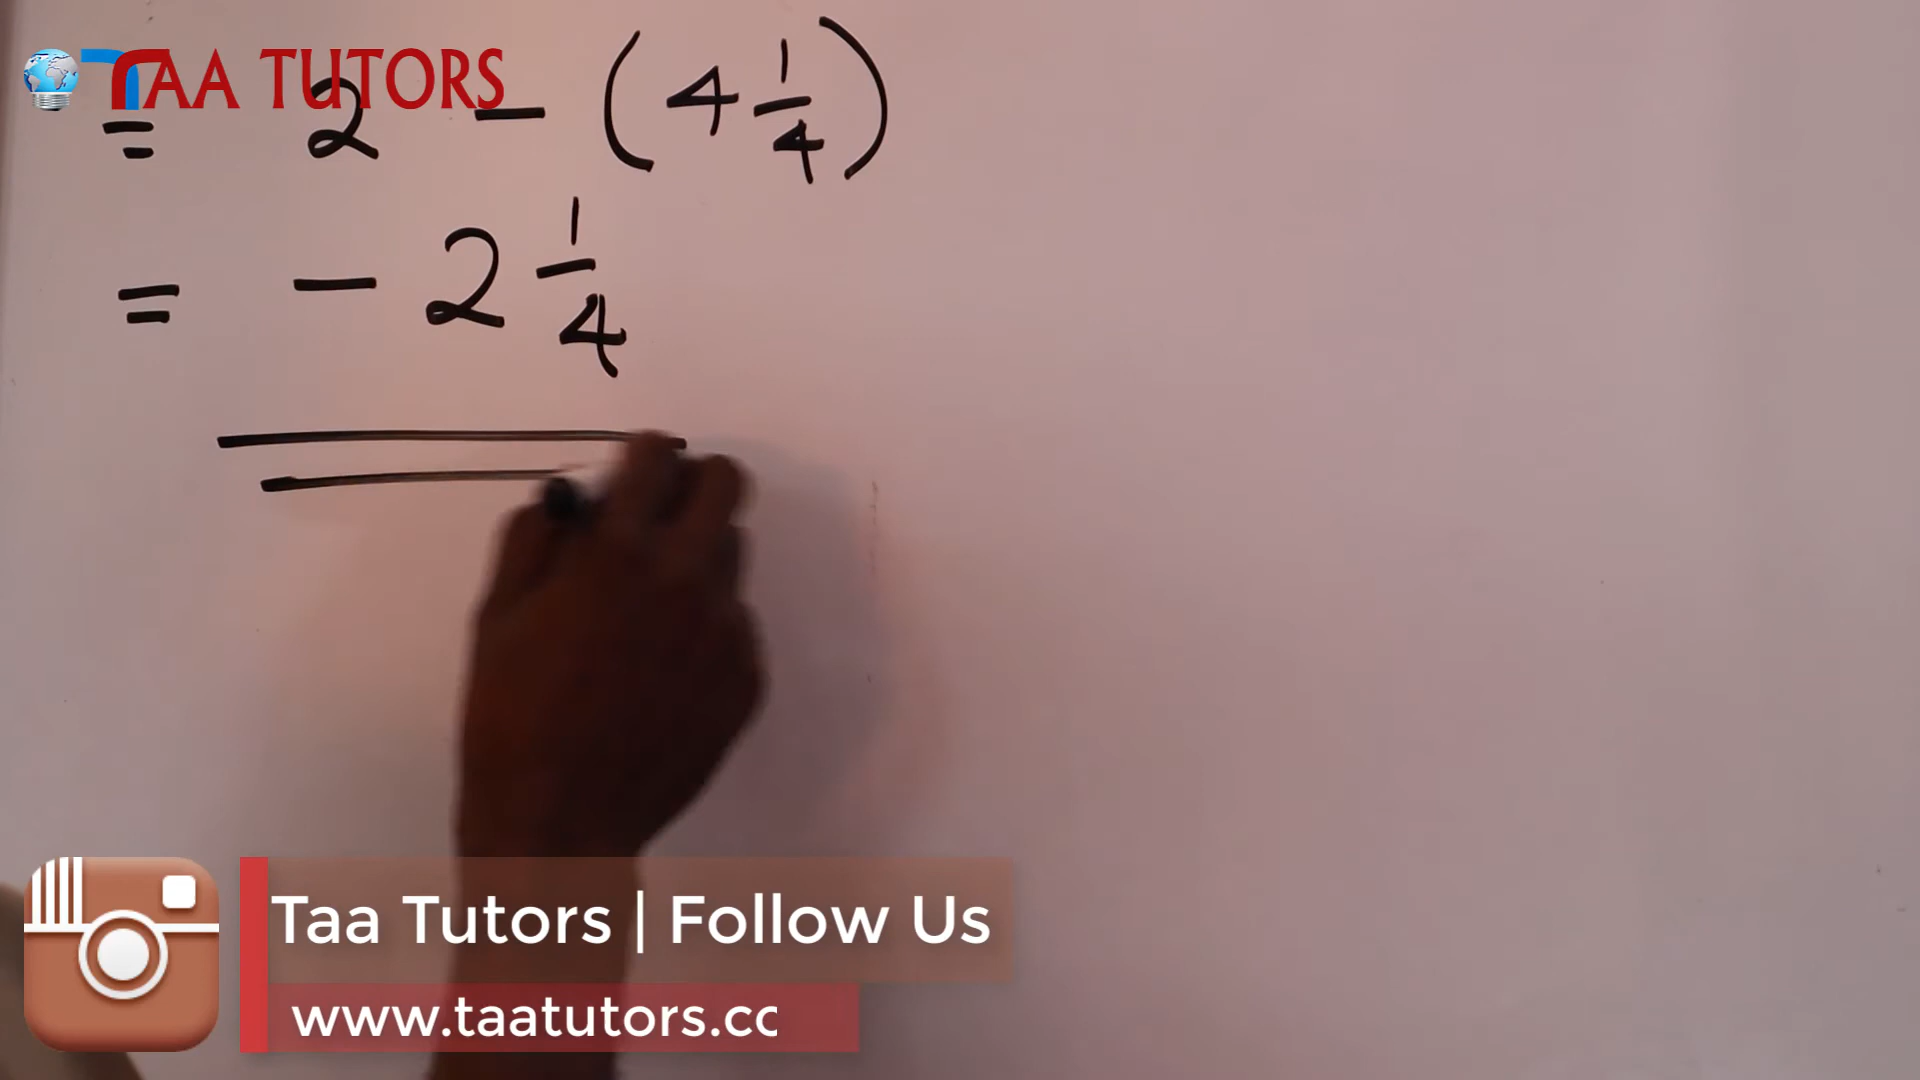 TAA TUTORS
= 2 - (4 1/4)
= - 2 1/4
Taa Tutors | Follow Us
www.taatutors.cc